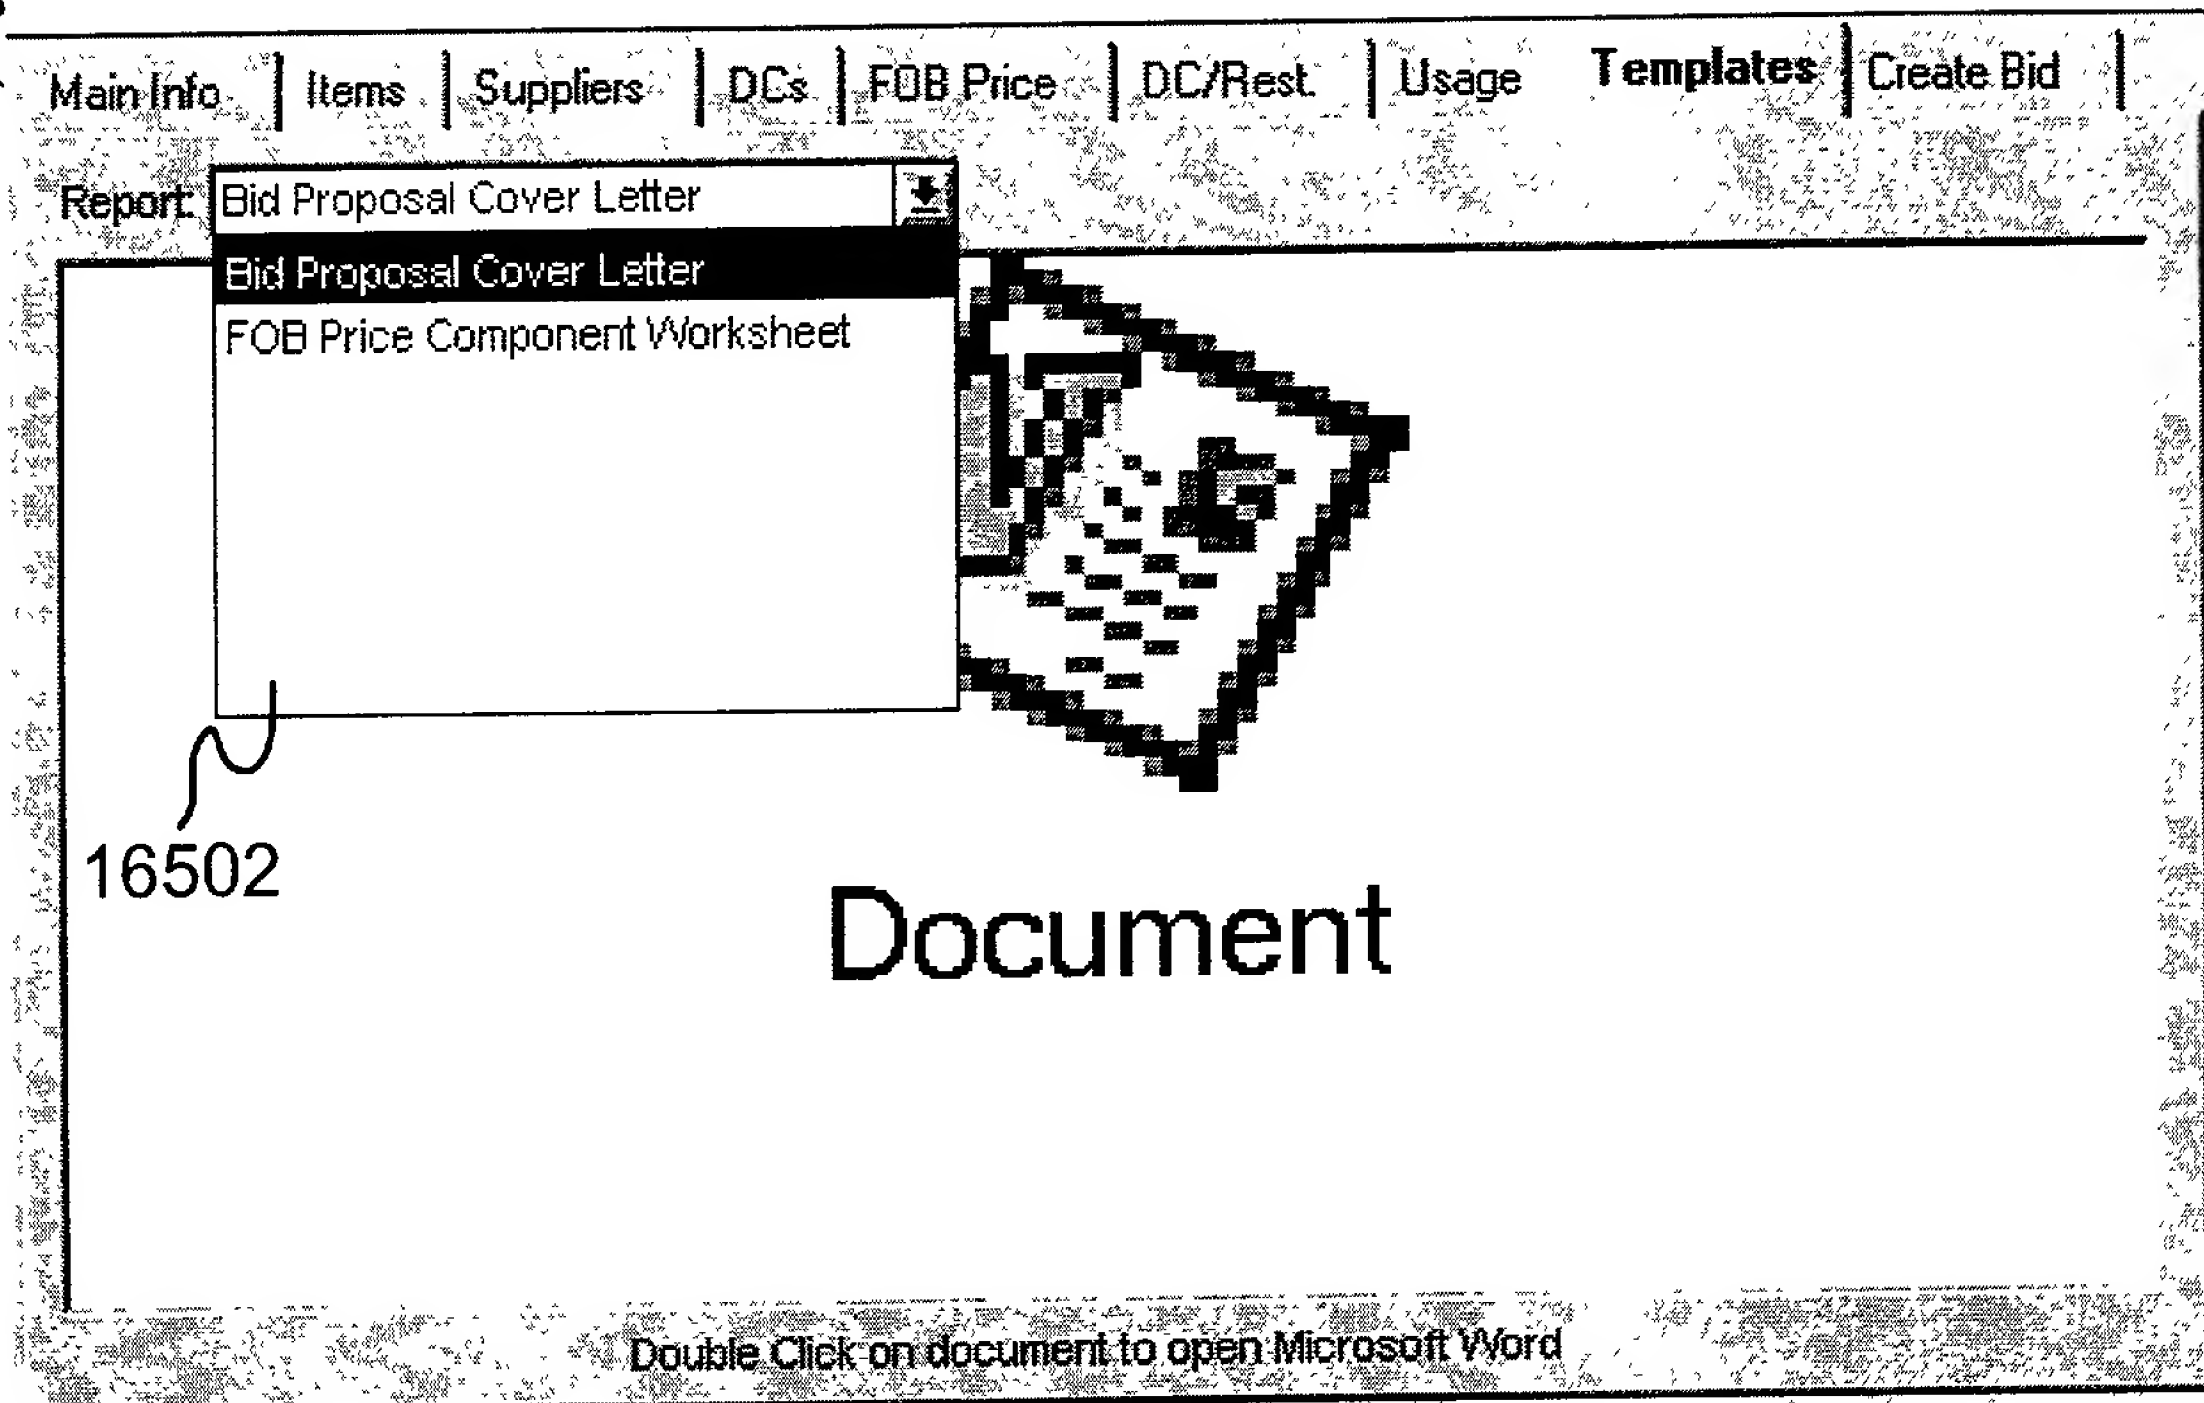 Main Info Items Suppliers DCs FOB Price DC/Rest. Usage Templates Create Bid
Report: Bid Proposal Cover Letter
Bid Proposal Cover Letter
FOB Price Component Worksheet
16502
Document
Double Click on document to open Microsoft Word